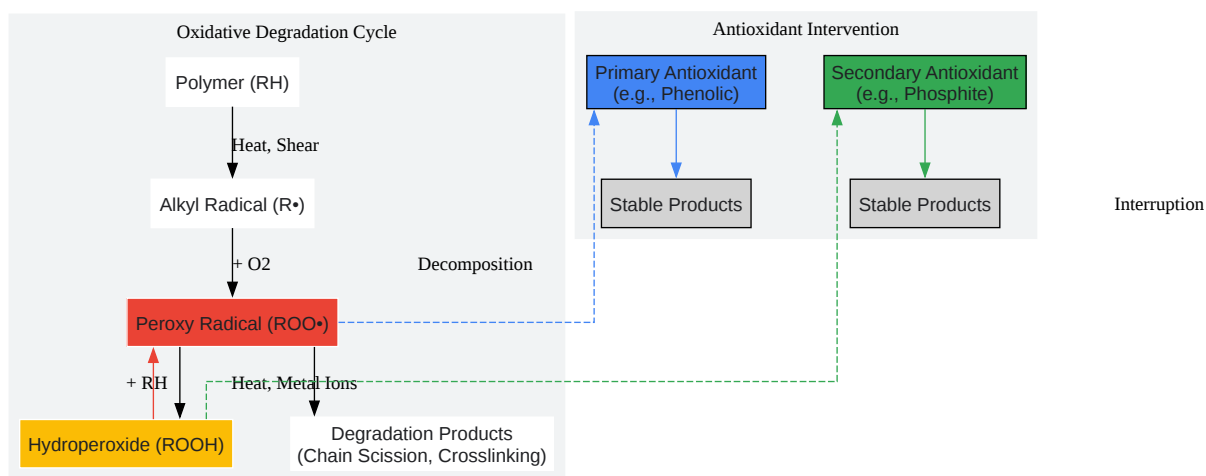 Oxidative Degradation Cycle
Polymer (RH)
Heat, Shear
Alkyl Radical (R•)
+ O2
Decomposition
Peroxy Radical (ROO•)
+ RH
Heat, Metal Ions
Hydroperoxide (ROOH)
Degradation Products
(Chain Scission, Crosslinking)
Antioxidant Intervention
Primary Antioxidant
(e.g., Phenolic)
Secondary Antioxidant
(e.g., Phosphite)
Stable Products
Stable Products
Interruption